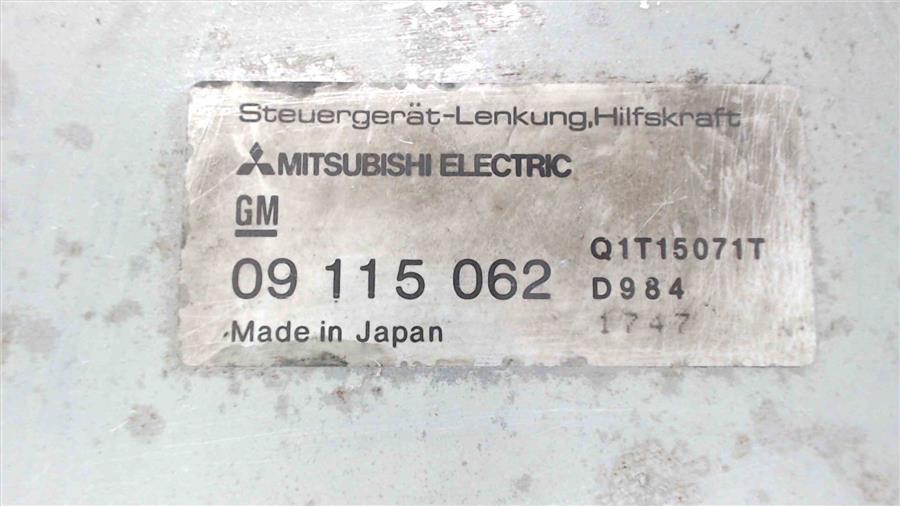 Steuergerät-Lenkung,Hilfskraft
MITSUBISHI ELECTRIC
GM
09 115 062
Q1T15071T
D984
1747
Made in Japan